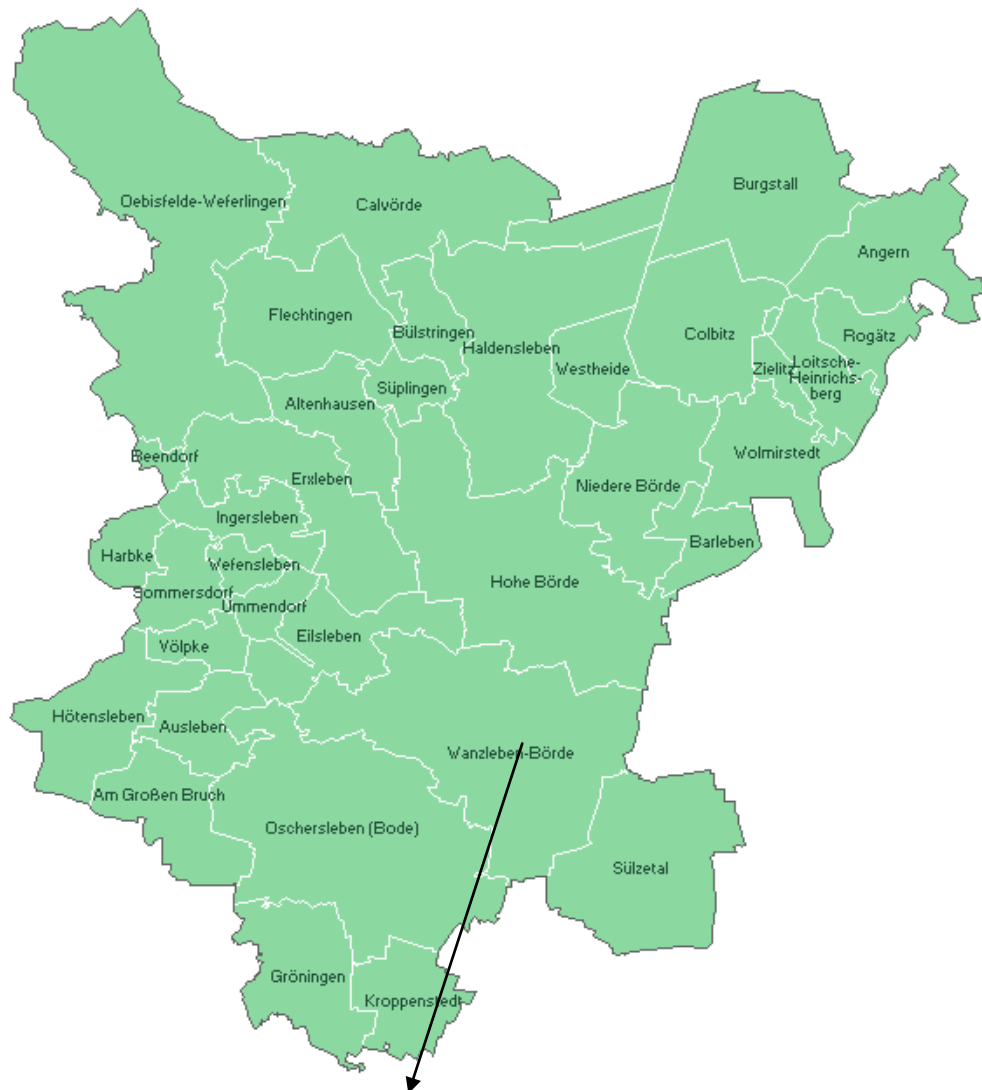 Oebisfelde-Weferlingen
Calvörde
Burgstall
Angern
Flechtingen
Bülstringen
Haldensleben
Westheide
Colbitz
Rogätz
Zielitz
Loitsche-
Heinrichs-
berg
Altenhausen
Süplingen
Beendorf
Erxleben
Wolmirstedt
Niedere Börde
Ingersleben
Barleben
Harbke
Wefensleben
Hohe Börde
Sommersdorf
Ummendorf
Eilsleben
Völpke
Hötensleben
Ausleben
Wanzleben-Börde
Am Großen Bruch
Oschersleben (Bode)
Sülzetal
Gröningen
Kroppenstedt